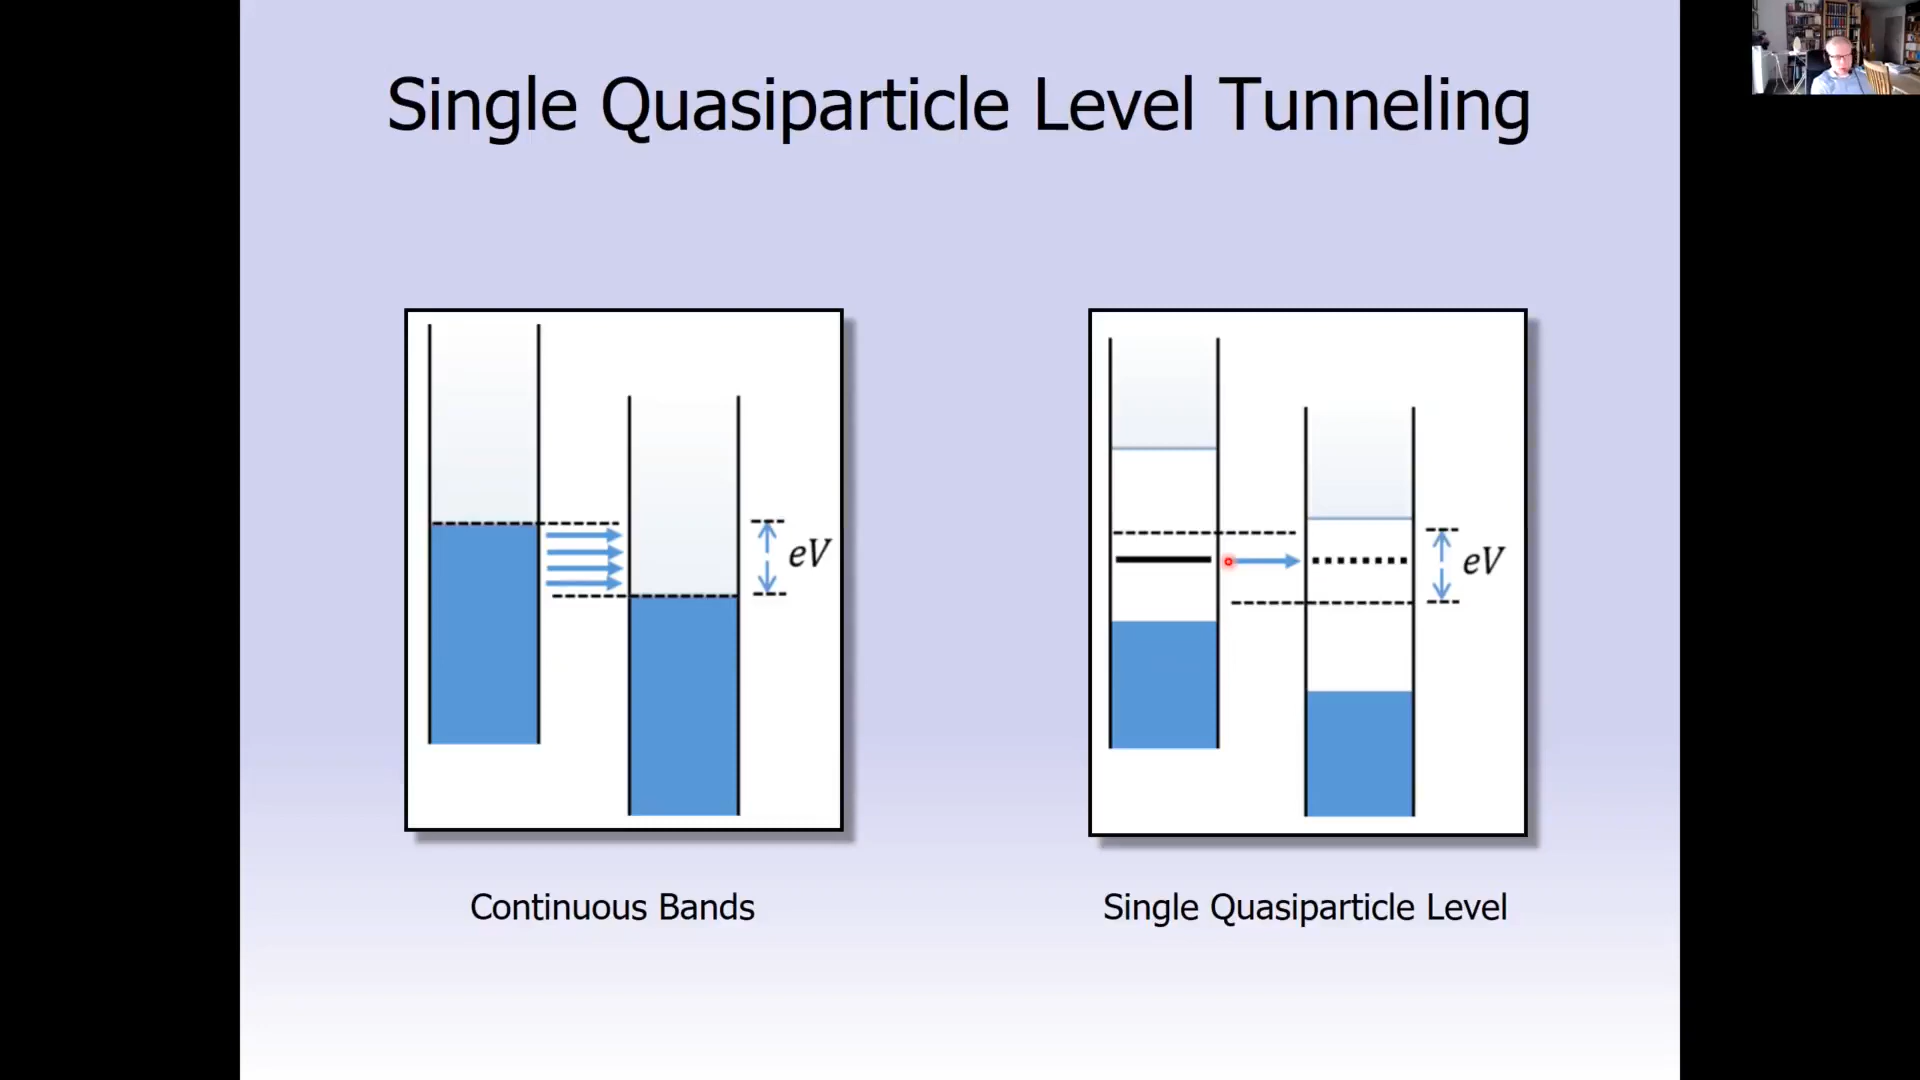 Single Quasiparticle Level Tunneling
eV
eV
Continuous Bands
Single Quasiparticle Level